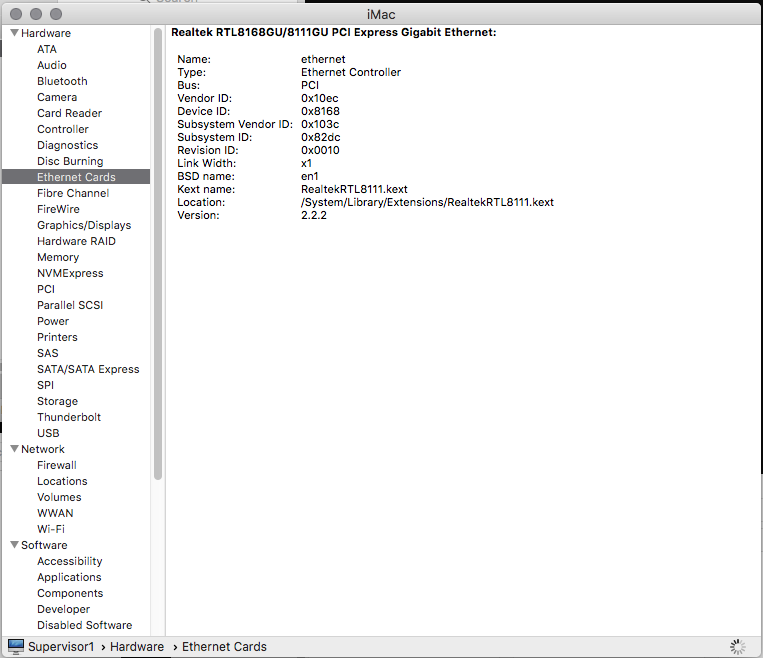 Search
iMac
Hardware
ATA
Audio
Bluetooth
Camera
Card Reader
Controller
Diagnostics
Disc Burning
Ethernet Cards
Fibre Channel
FireWire
Graphics/Displays
Hardware RAID
Memory
NVMExpress
PCI
Parallel SCSI
Power
Printers
SAS
SATA/SATA Express
SPI
Storage
Thunderbolt
USB
Network
Firewall
Locations
Volumes
WWAN
Wi-Fi
Software
Accessibility
Applications
Components
Developer
Disabled Software
Realtek RTL8168GU/8111GU PCI Express Gigabit Ethernet:
Name: ethernet
Type: Ethernet Controller
Bus: PCI
Vendor ID: 0x10ec
Device ID: 0x8168
Subsystem Vendor ID: 0x103c
Subsystem ID: 0x82dc
Revision ID: 0x0010
Link Width: x1
BSD name: en1
Kext name: RealtekRTL8111.kext
Location: /System/Library/Extensions/RealtekRTL8111.kext
Version: 2.2.2
Supervisor1 › Hardware › Ethernet Cards